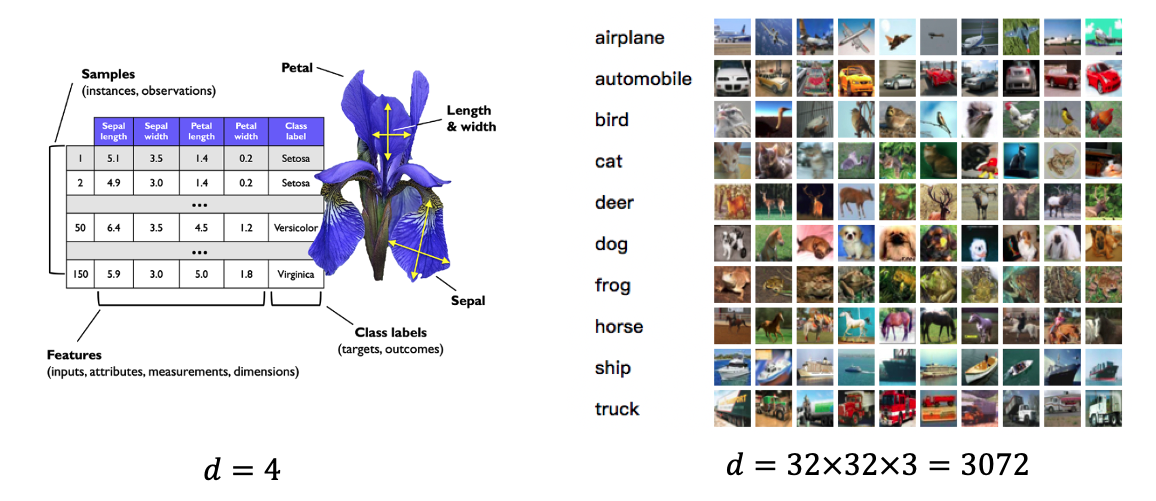 Samples
(instances, observations)
Petal
Length
& width
Sepal length	Sepal width	Petal length	Petal width	Class label
1	5.1	3.5	1.4	0.2	Setosa
2	4.9	3.0	1.4	0.2	Setosa
...
50	6.4	3.5	4.5	1.2	Versicolor
...
150	5.9	3.0	5.0	1.8	Virginica
Sepal
Class labels
(targets, outcomes)
Features
(inputs, attributes, measurements, dimensions)
d = 4
airplane
automobile
bird
cat
deer
dog
frog
horse
ship
truck
d = 32×32×3 = 3072